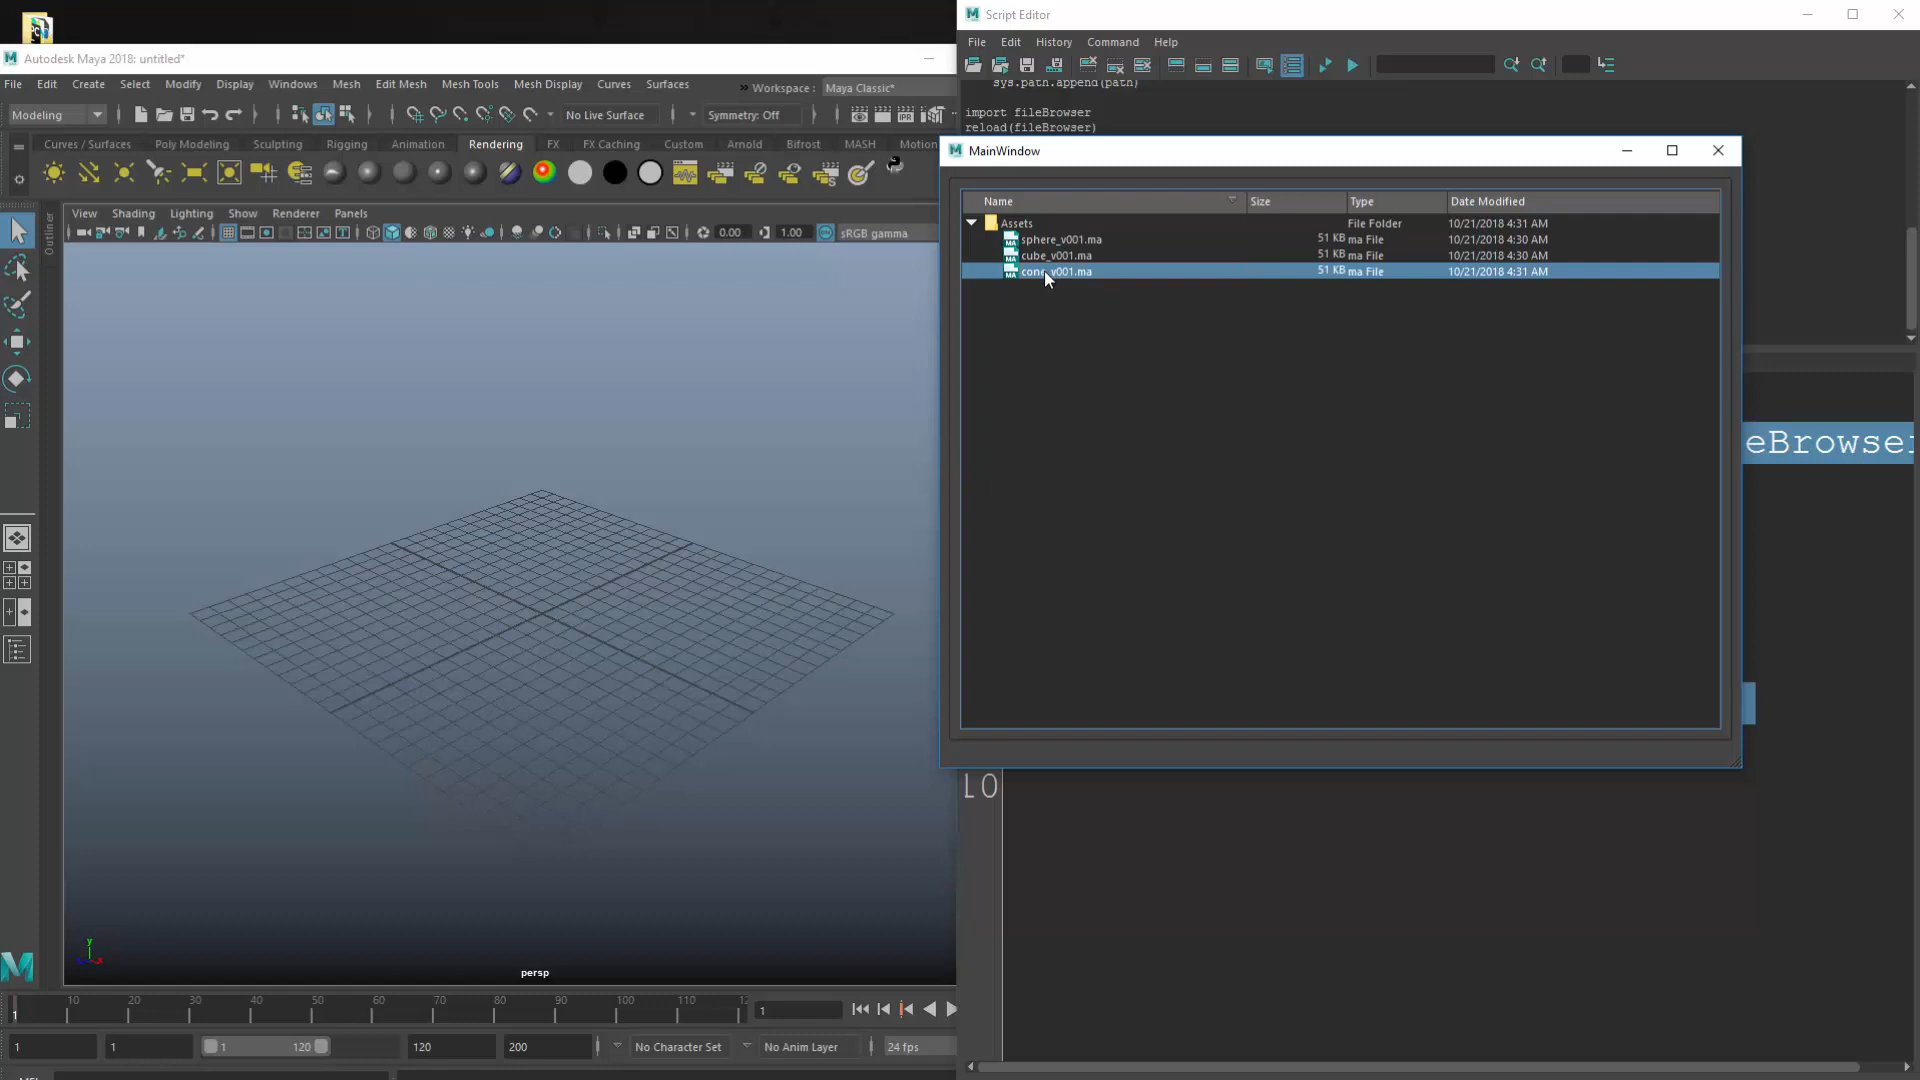 Autodesk Maya 2018: untitled*
File Edit Create Select Modify Display Windows Mesh Edit Mesh Mesh Tools Mesh Display Curves Surfaces » Workspace : Maya Classic*
Modeling No Live Surface Symmetry: Off
Curves / Surfaces Poly Modeling Sculpting Rigging Animation Rendering FX FX Caching Custom Arnold Bifrost MASH Motion
View Shading Lighting Show Renderer Panels
0.00 1.00 sRGB gamma
Outliner
y
x
persp
10 20 30 40 50 60 70 80 90 100 110 12
1
1
1 1 1 120 120 200 No Character Set No Anim Layer 24 fps
Script Editor
File Edit History Command Help
sys.path.append(path)
import fileBrowser
reload(fileBrowser)
MainWindow
Name Size Type Date Modified
Assets File Folder 10/21/2018 4:31 AM
sphere_v001.ma 51 KB ma File 10/21/2018 4:30 AM
cube_v001.ma 51 KB ma File 10/21/2018 4:30 AM
cone_v001.ma 51 KB ma File 10/21/2018 4:31 AM
eBrowser
10